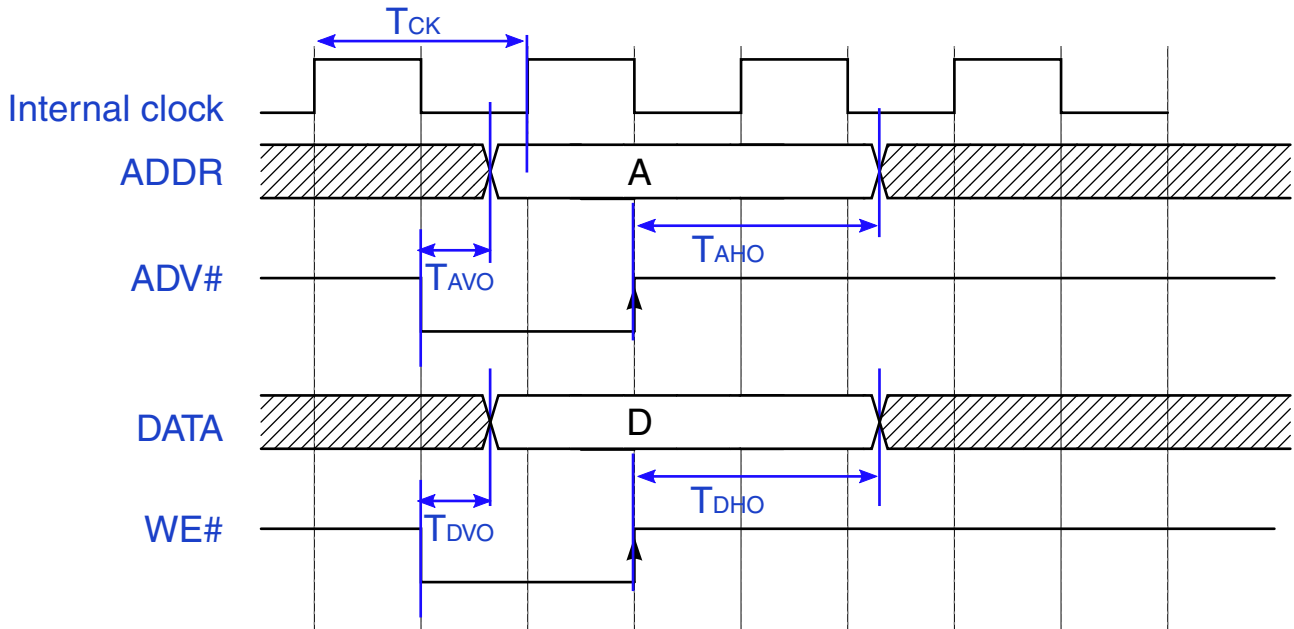 TCK
Internal clock
ADDR
A
TAHO
ADV#
TAVO
DATA
D
TDHO
WE#
TDVO